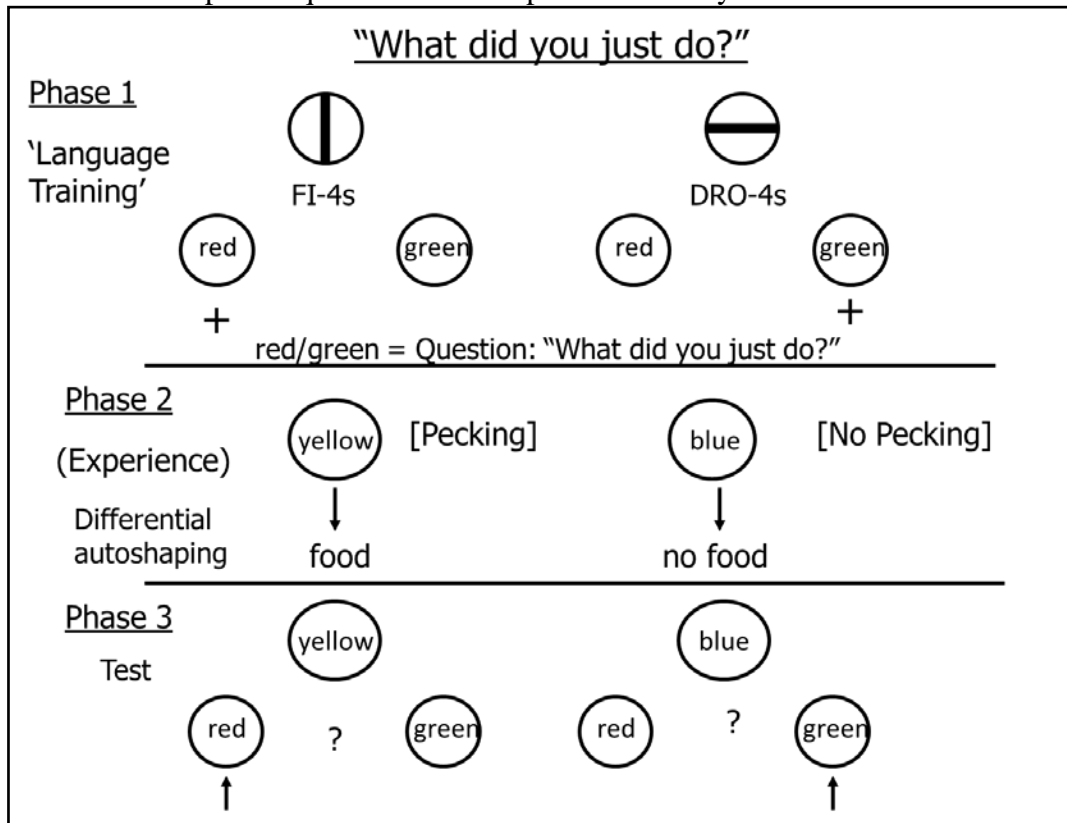 "What did you just do?"
Phase 1
'Language
Training'
FI-4s
DRO-4s
red
green
red
green
+
+
red/green = Question: "What did you just do?"
Phase 2
(Experience)
Differential
autoshaping
yellow
[Pecking]
blue
[No Pecking]
food
no food
Phase 3
Test
yellow
blue
red
?
green
red
?
green